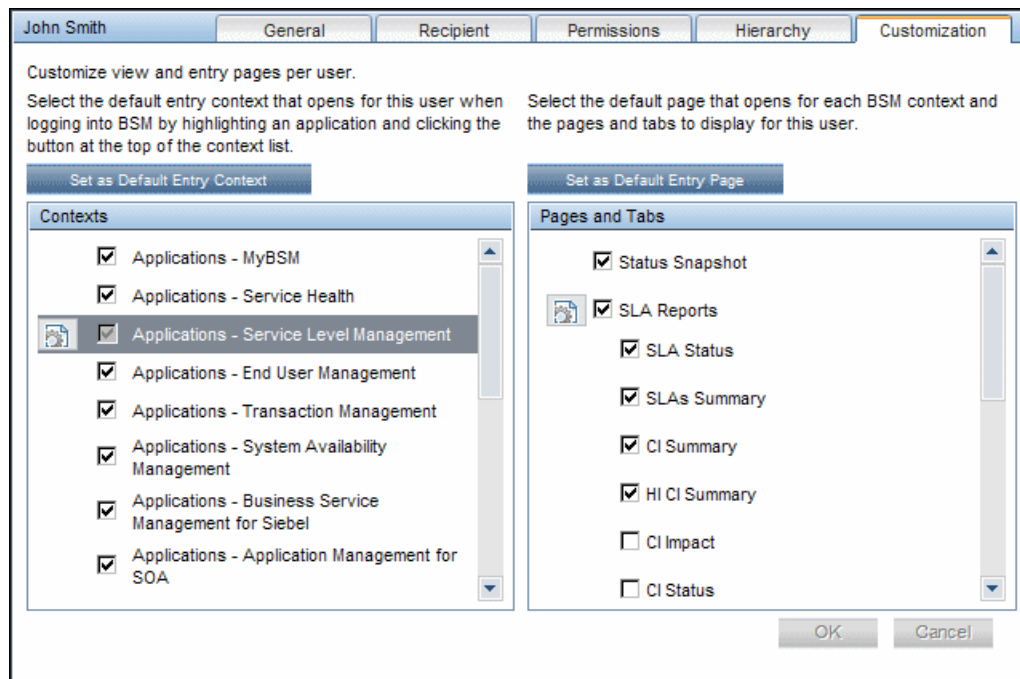 John Smith
General
Recipient
Permissions
Hierarchy
Customization
Customize view and entry pages per user.
Select the default entry context that opens for this user when
logging into BSM by highlighting an application and clicking the
button at the top of the context list.
Select the default page that opens for each BSM context and
the pages and tabs to display for this user.
Set as Default Entry Context
Set as Default Entry Page
Contexts
Applications - MyBSM
Applications - Service Health
Applications - Service Level Management
Applications - End User Management
Applications - Transaction Management
Applications - System Availability
Management
Applications - Business Service
Management for Siebel
Applications - Application Management for
SOA
Pages and Tabs
Status Snapshot
SLA Reports
SLA Status
SLAs Summary
CI Summary
HI CI Summary
CI Impact
CI Status
OK
Cancel